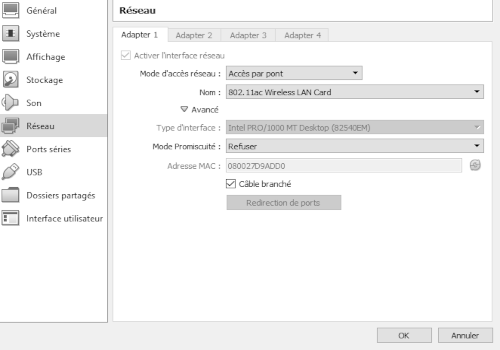 Général
Système
Affichage
Stockage
Son
Réseau
Ports séries
USB
Dossiers partagés
Interface utilisateur
Réseau
Adapter 1 Adapter 2 Adapter 3 Adapter 4
Activer l'interface réseau
Mode d'accès réseau : Accès par pont
Nom : 802.11ac Wireless LAN Card
Avancé
Type d'interface : Intel PRO/1000 MT Desktop (82540EM)
Mode Promiscuité : Refuser
Adresse MAC : 080027D9ADD0
Câble branché
Redirection de ports
OK Annuler